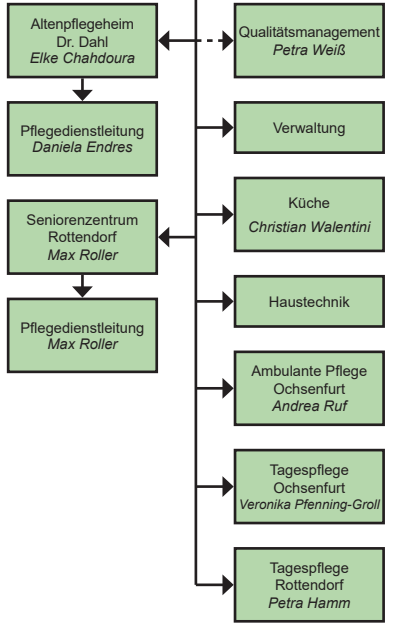 Altenpflegeheim
Dr. Dahl
Elke Chahdoura
Pflegedienstleitung
Daniela Endres
Seniorenzentrum
Rottendorf
Max Roller
Pflegedienstleitung
Max Roller
Qualitätsmanagement
Petra Weiß
Verwaltung
Küche
Christian Walentini
Haustechnik
Ambulante Pflege
Ochsenfurt
Andrea Ruf
Tagespflege
Ochsenfurt
Veronika Pfenning-Groll
Tagespflege
Rottendorf
Petra Hamm